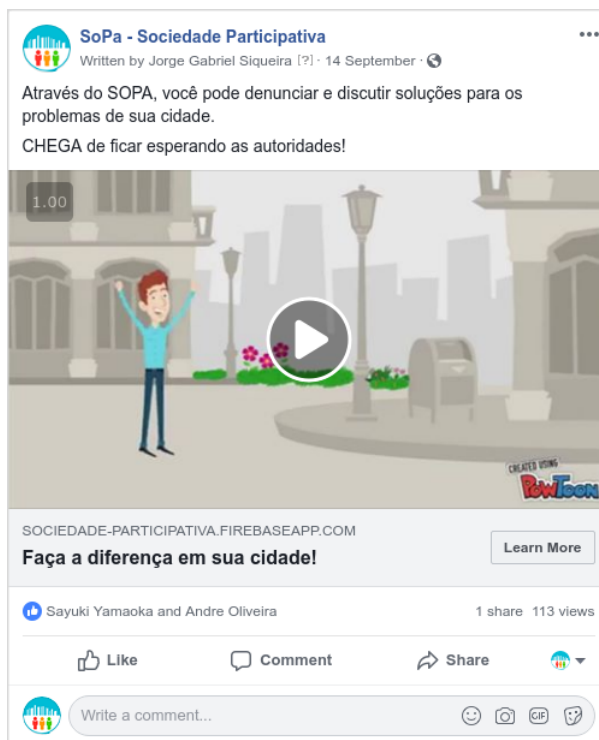 SoPa - Sociedade Participativa
Written by Jorge Gabriel Siqueira [?] · 14 September ·
Através do SOPA, você pode denunciar e discutir soluções para os
problemas de sua cidade.
CHEGA de ficar esperando as autoridades!
1.00
CREATED USING
POWTOON
SOCIEDADE-PARTICIPATIVA.FIREBASEAPP.COM
Faça a diferença em sua cidade!
Learn More
Sayuki Yamaoka and Andre Oliveira 1 share 113 views
Like Comment Share
Write a comment... GIF